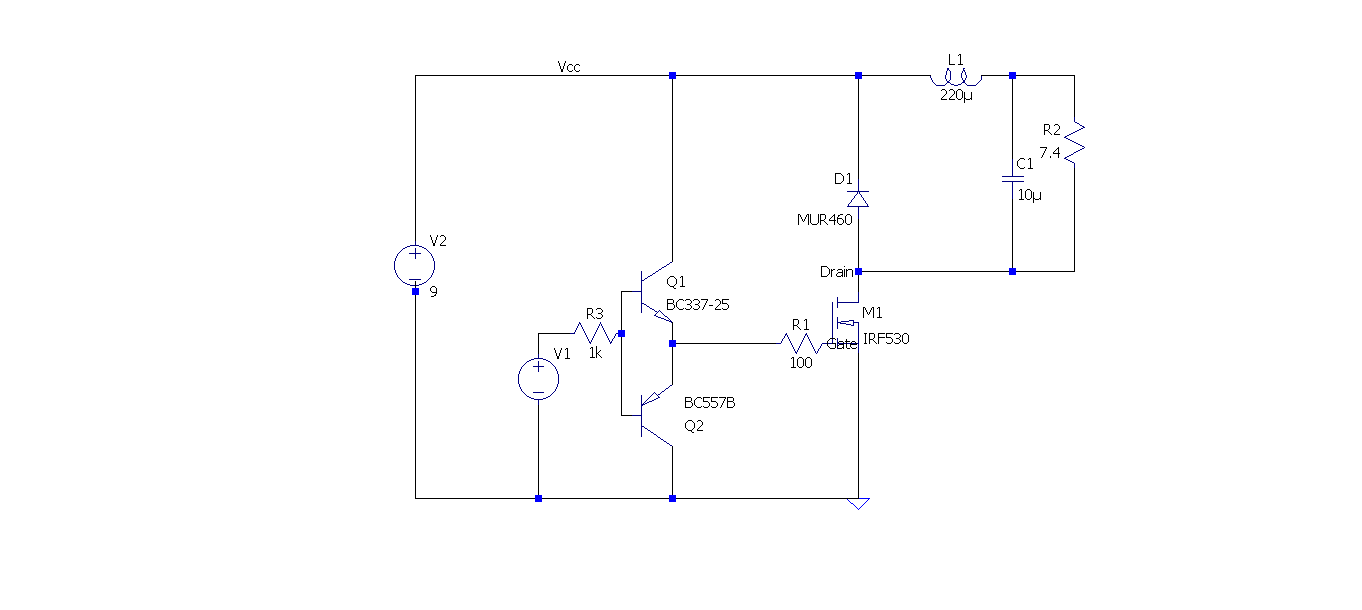 L1
Vcc
220µ
R2
7.4
C1
10µ
D1
MUR460
V2
9
Drain
Q1
BC337-25
R3
1k
V1
R1
100
M1
Gate
IRF530
BC557B
Q2